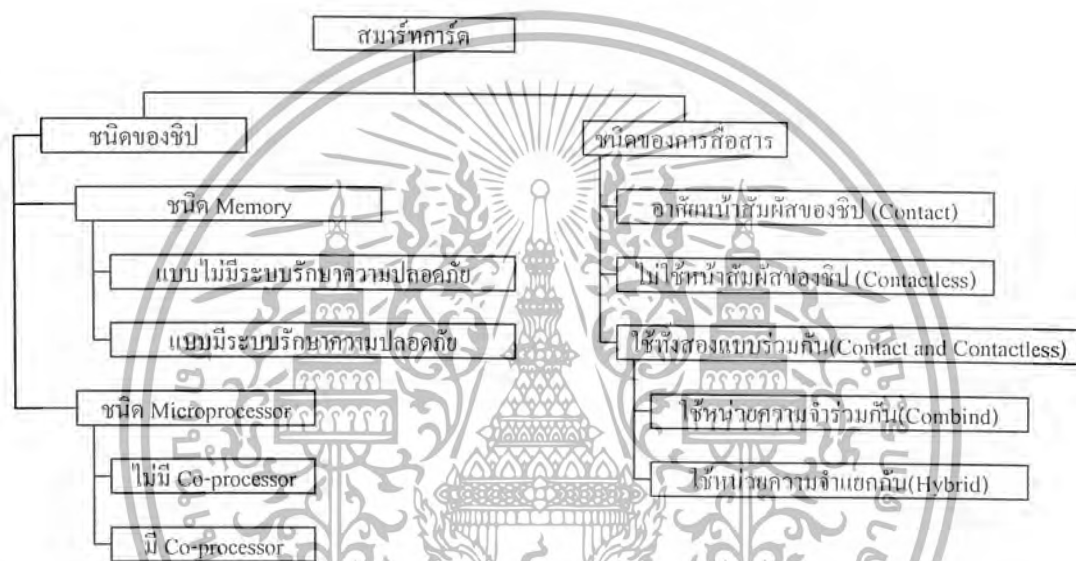 สมาร์ทการ์ด
ชนิดของชิป
ชนิด Memory
แบบไม่มีระบบรักษาความปลอดภัย
แบบมีระบบรักษาความปลอดภัย
ชนิด Microprocessor
ไม่มี Co-processor
มี Co-processor
ชนิดของการสื่อสาร
อาศัยหน้าสัมผัสของชิป (Contact)
ไม่ใช้หน้าสัมผัสของชิป (Contactless)
ใช้ทั้งสองแบบร่วมกัน(Contact and Contactless)
ใช้หน่วยความจำร่วมกัน(Combind)
ใช้หน่วยความจำแยกกัน(Hybrid)